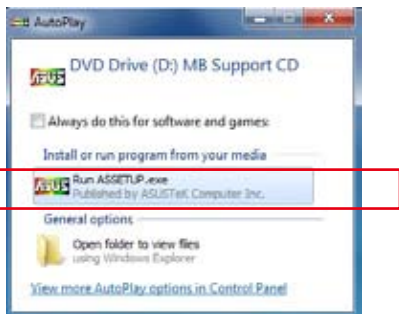 AutoPlay
DVD Drive (D:) MB Support CD
ASUS
Always do this for software and games:
Install or run program from your media
ASUS
Run ASSETUP.exe
Published by ASUSTeK Computer Inc.
General options
Open folder to view files
using Windows Explorer
View more AutoPlay options in Control Panel